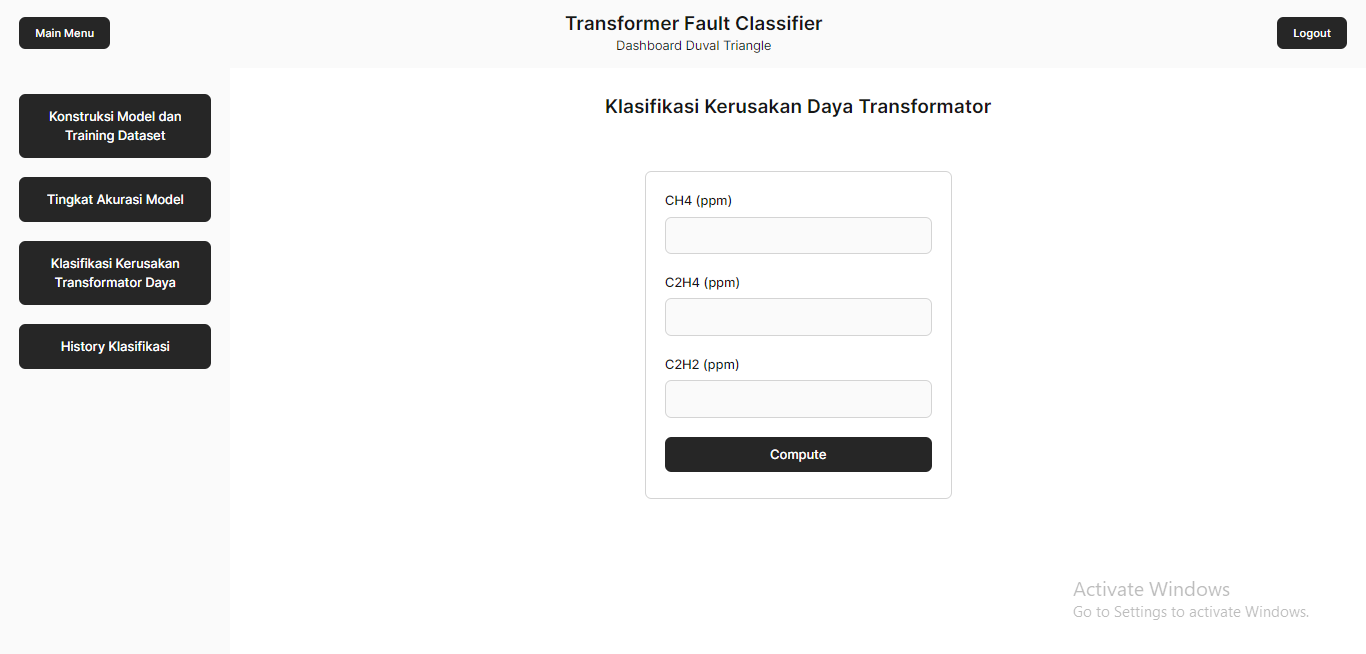 Main Menu
Transformer Fault Classifier
Dashboard Duval Triangle
Logout
Konstruksi Model dan
Training Dataset
Tingkat Akurasi Model
Klasifikasi Kerusakan
Transformator Daya
History Klasifikasi
Klasifikasi Kerusakan Daya Transformator
CH4 (ppm)
C2H4 (ppm)
C2H2 (ppm)
Compute
Activate Windows
Go to Settings to activate Windows.